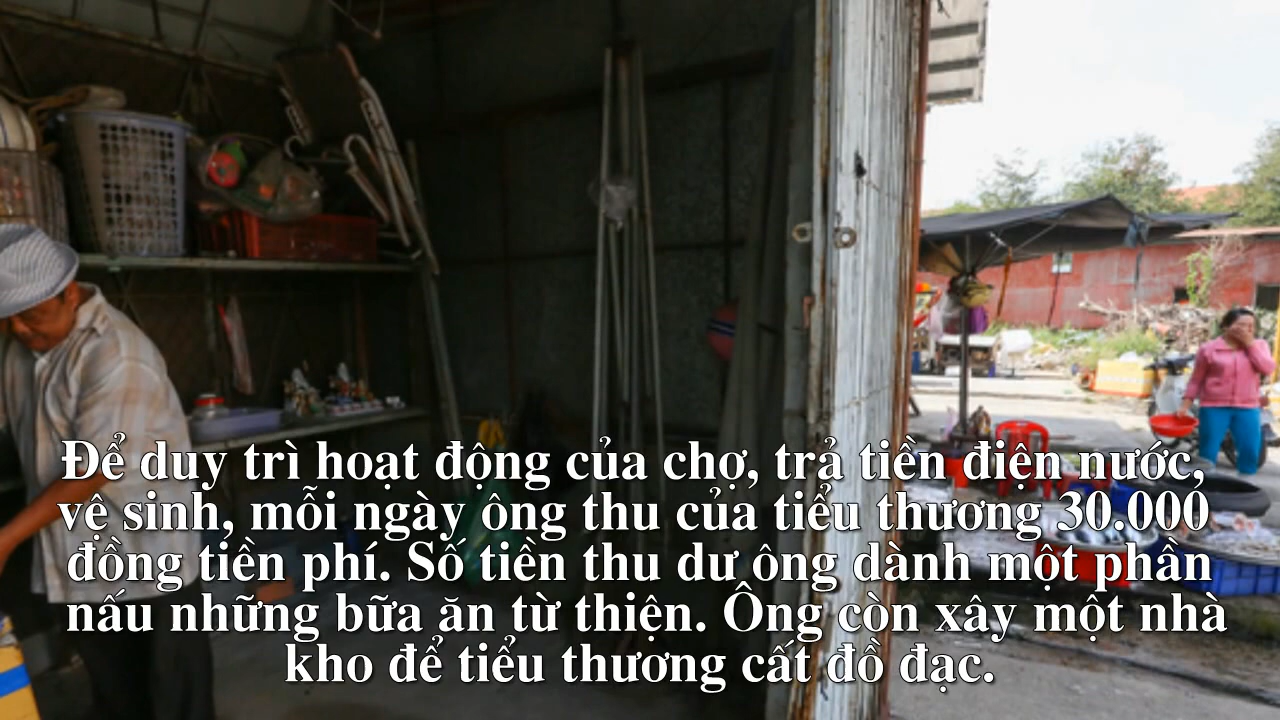 Để duy trì hoạt động của chợ, trả tiền điện nước,
vệ sinh, mỗi ngày ông thu của tiểu thương 30.000
đồng tiền phí. Số tiền thu dư ông dành một phần
nấu những bữa ăn từ thiện. Ông còn xây một nhà
kho để tiểu thương cất đồ đạc.